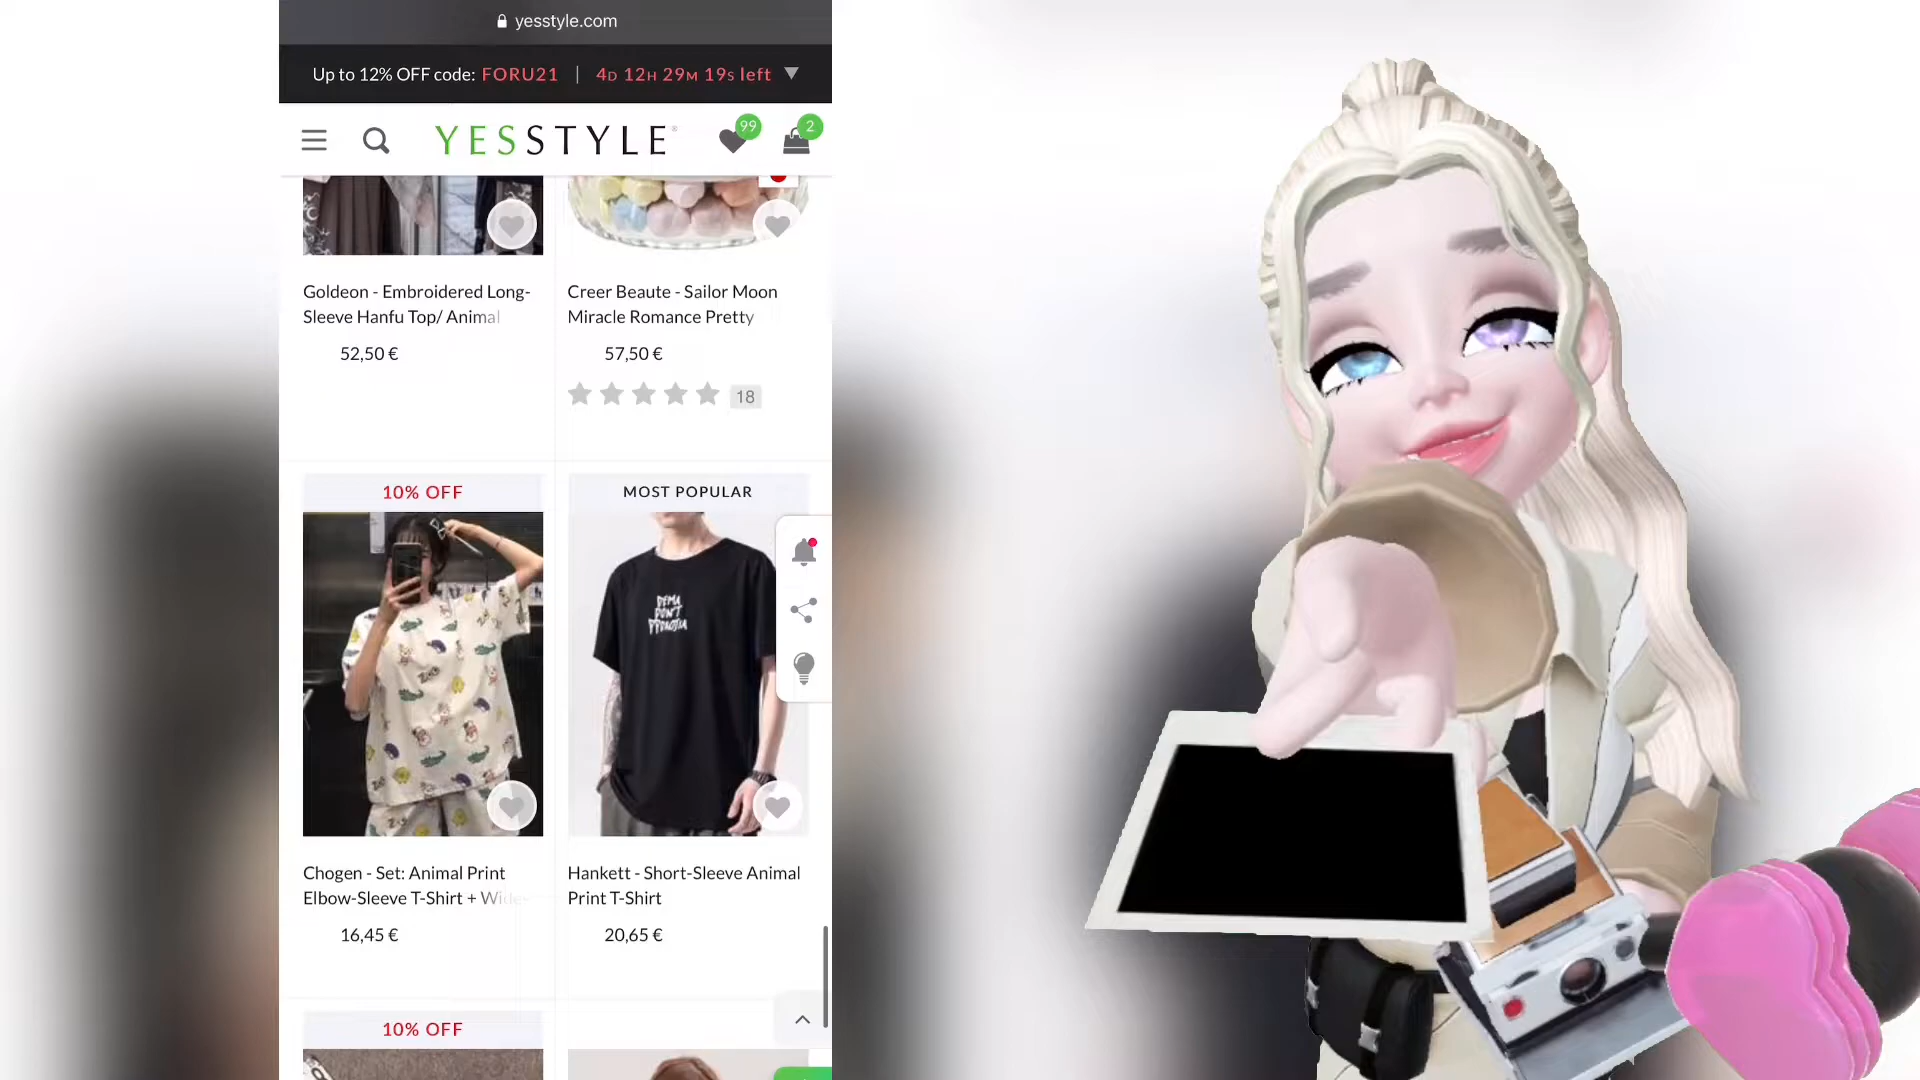 yesstyle.com
Up to 12% OFF code: FORU21 | 4D 12H 29M 19S left
YESSTYLE®
99
2
Goldeon - Embroidered Long-
Sleeve Hanfu Top/ Animal
52,50 €
Creer Beaute - Sailor Moon
Miracle Romance Pretty
57,50 €
18
10% OFF
MOST POPULAR
DON'T
Chogen - Set: Animal Print
Elbow-Sleeve T-Shirt + Wide-
16,45 €
Hankett - Short-Sleeve Animal
Print T-Shirt
20,65 €
10% OFF